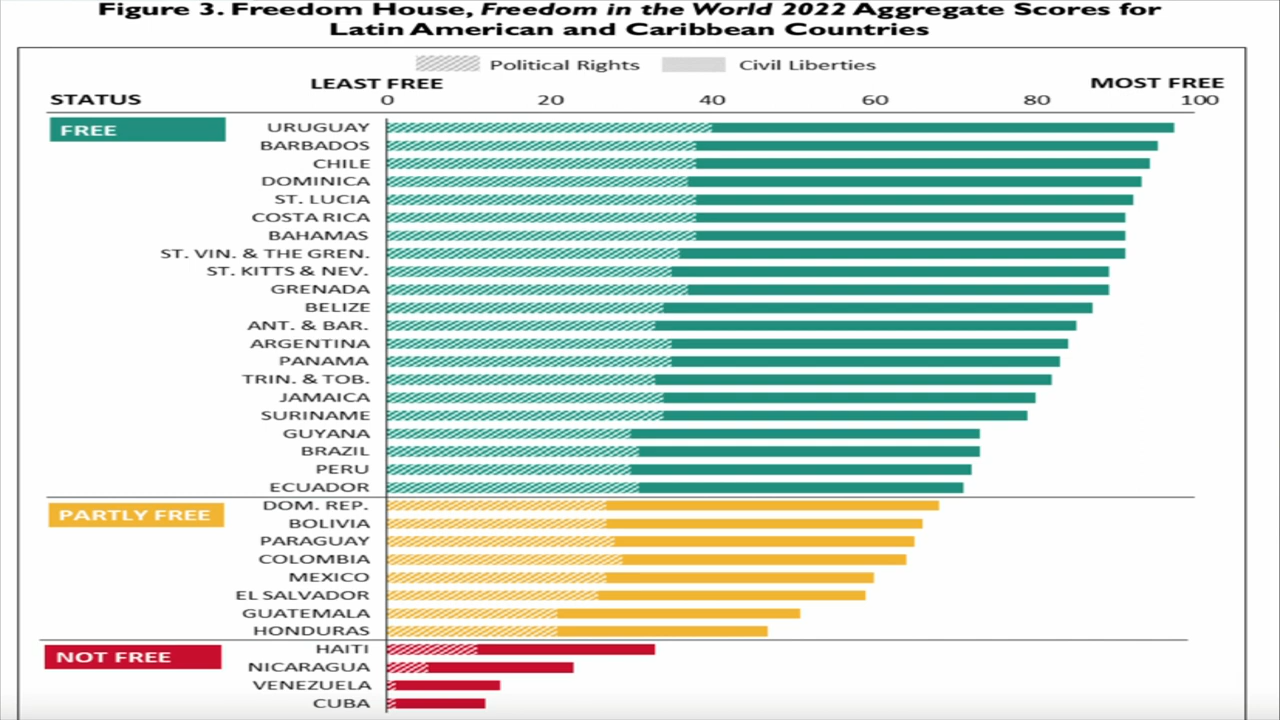 Figure 3. Freedom House, Freedom in the World 2022 Aggregate Scores for
Latin American and Caribbean Countries
Political Rights Civil Liberties
LEAST FREE MOST FREE
STATUS 0 20 40 60 80 100
FREE URUGUAY
BARBADOS
CHILE
DOMINICA
ST. LUCIA
COSTA RICA
BAHAMAS
ST. VIN. & THE GREN.
ST. KITTS & NEV.
GRENADA
BELIZE
ANT. & BAR.
ARGENTINA
PANAMA
TRIN. & TOB.
JAMAICA
SURINAME
GUYANA
BRAZIL
PERU
ECUADOR
DOM. REP.
PARTLY FREE
BOLIVIA
PARAGUAY
COLOMBIA
MEXICO
EL SALVADOR
GUATEMALA
HONDURAS
HAITI
NOT FREE
NICARAGUA
VENEZUELA
CUBA